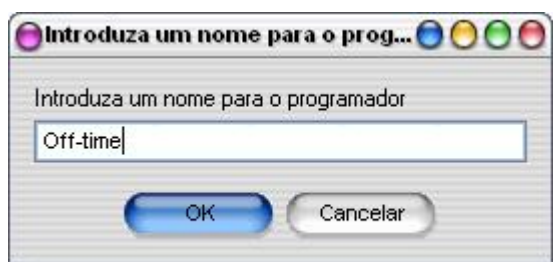 Introduza um nome para o prog...
Introduza um nome para o programador
Off-time
OK
Cancelar